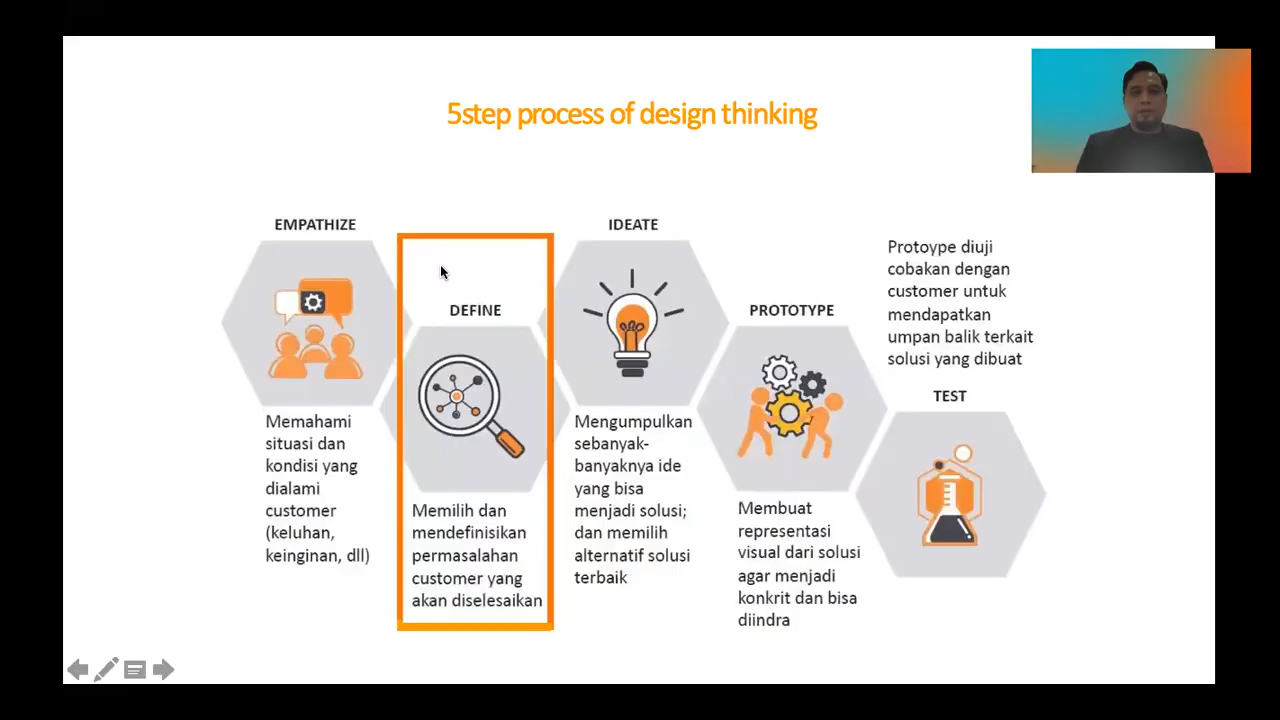 5step process of design thinking
EMPATHIZE
Memahami
situasi dan
kondisi yang
dialami
customer
(keluhan,
keinginan, dll)
DEFINE
Memilih dan
mendefinisikan
permasalahan
customer yang
akan diselesaikan
IDEATE
Mengumpulkan
sebanyak-
banyaknya ide
yang bisa
menjadi solusi;
dan memilih
alternatif solusi
terbaik
PROTOTYPE
Membuat
representasi
visual dari solusi
agar menjadi
konkrit dan bisa
diindra
Protoype diuji
cobakan dengan
customer untuk
mendapatkan
umpan balik terkait
solusi yang dibuat
TEST